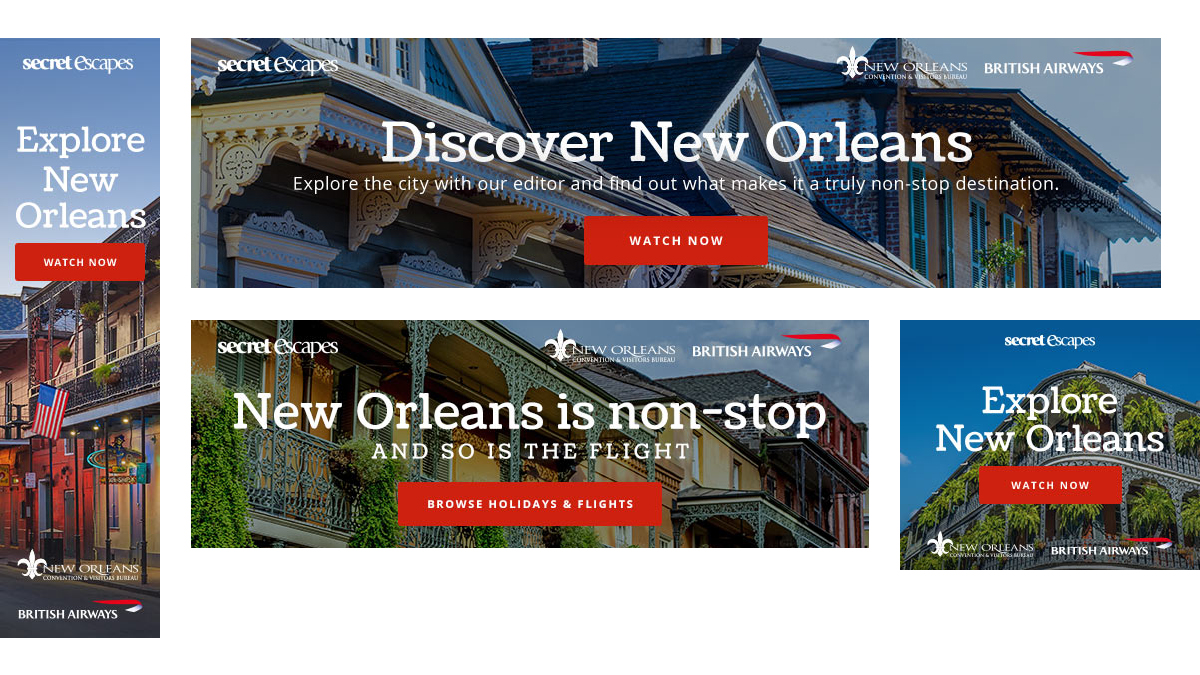 secret escapes
Explore
New
Orleans
WATCH NOW
NEW ORLEANS
CONVENTION & VISITORS BUREAU
BRITISH AIRWAYS
secret escapes
NEW ORLEANS
CONVENTION & VISITORS BUREAU
BRITISH AIRWAYS
Discover New Orleans
Explore the city with our editor and find out what makes it a truly non-stop destination.
WATCH NOW
secret escapes
NEW ORLEANS
CONVENTION & VISITORS BUREAU
BRITISH AIRWAYS
New Orleans is non-stop
AND SO IS THE FLIGHT
BROWSE HOLIDAYS & FLIGHTS
secret escapes
Explore
New Orleans
WATCH NOW
NEW ORLEANS
CONVENTION & VISITORS BUREAU
BRITISH AIRWAYS